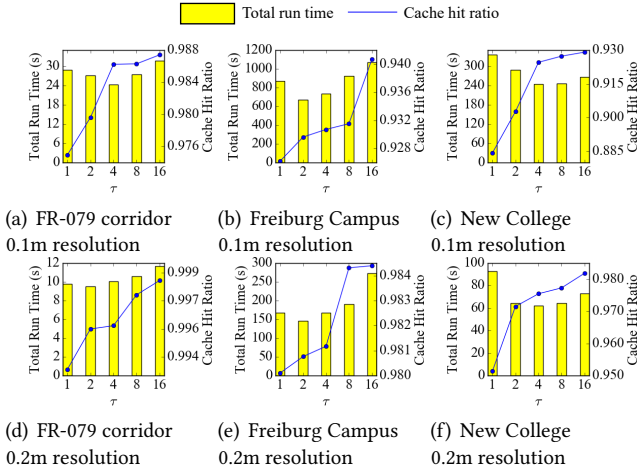 Total run time Cache hit ratio
Total Run Time (s) 0 6 12 18 24 30 1 2 4 8 16 τ 0.976 0.980 0.984 0.988 Cache Hit Ratio
Total Run Time (s) 0 200 400 600 800 1000 1200 1 2 4 8 16 τ 0.928 0.932 0.936 0.940 Cache Hit Ratio
Total Run Time (s) 0 60 120 180 240 300 1 2 4 8 16 τ 0.885 0.900 0.915 0.930 Cache Hit Ratio
(a) FR-079 corridor
0.1m resolution
(b) Freiburg Campus
0.1m resolution
(c) New College
0.1m resolution
Total Run Time (s) 0 2 4 6 8 10 12 1 2 4 8 16 τ 0.994 0.996 0.997 0.999 Cache Hit Ratio
Total Run Time (s) 0 50 100 150 200 250 300 1 2 4 8 16 τ 0.980 0.981 0.982 0.983 0.984 Cache Hit Ratio
Total Run Time (s) 0 20 40 60 80 100 1 2 4 8 16 τ 0.950 0.960 0.970 0.980 Cache Hit Ratio
(d) FR-079 corridor
0.2m resolution
(e) Freiburg Campus
0.2m resolution
(f) New College
0.2m resolution